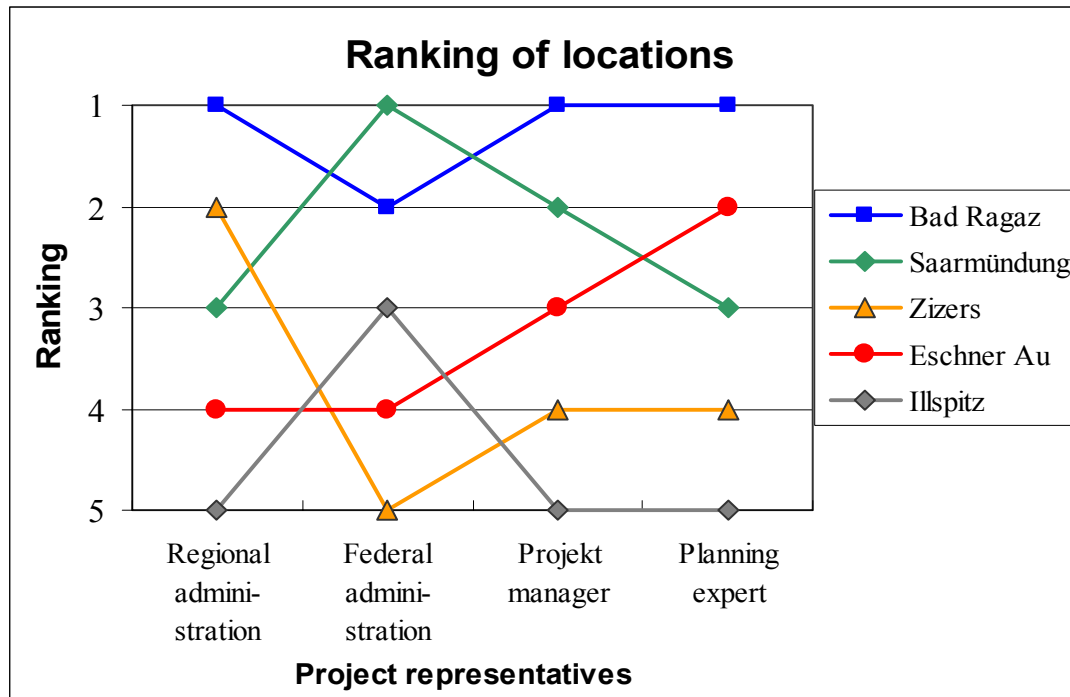 Ranking of locations
Ranking
1
2
3
4
5
Regional
admini-
stration
Federal
admini-
stration
Projekt
manager
Planning
expert
Project representatives
Bad Ragaz
Saarmündung
Zizers
Eschner Au
Illspitz